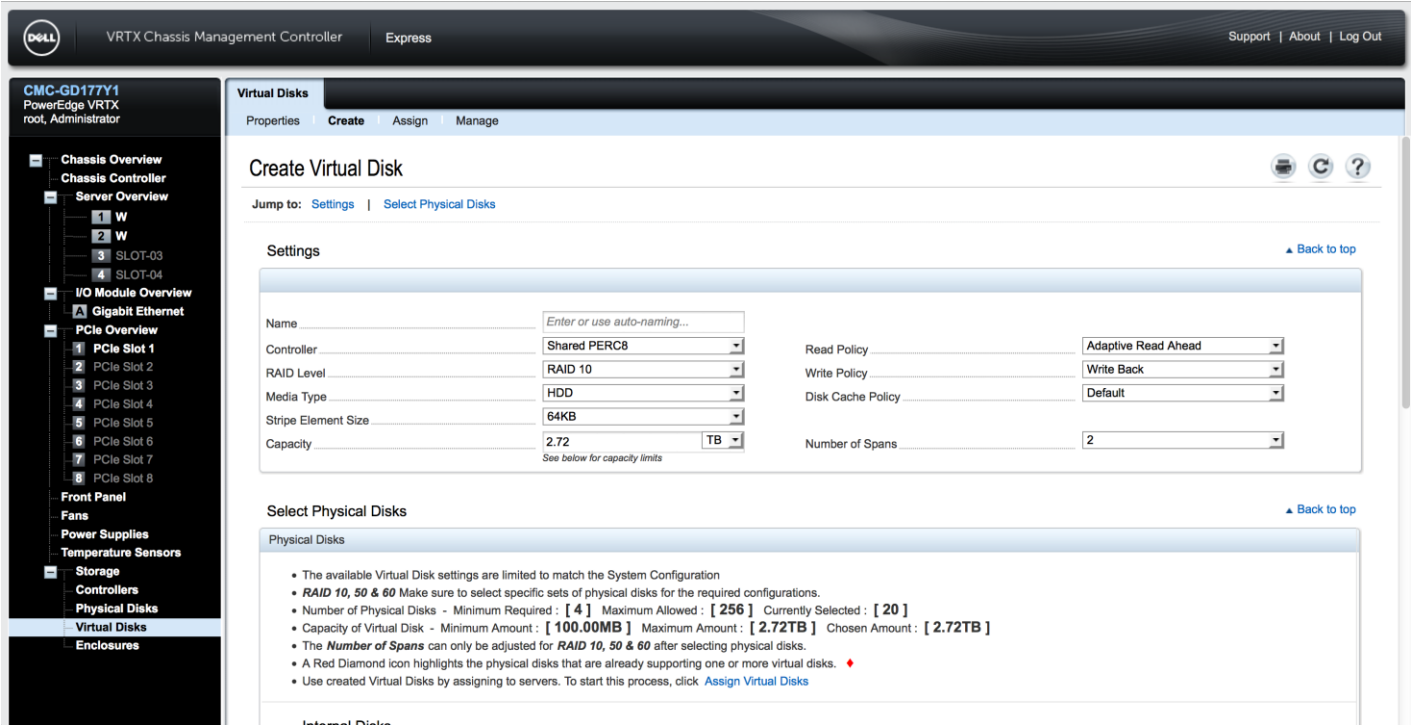 DELL VRTX Chassis Management Controller Express Support | About | Log Out
CMC-GD177Y1
PowerEdge VRTX
root, Administrator
Chassis Overview
Chassis Controller
Server Overview
1 W
2 W
3 SLOT-03
4 SLOT-04
I/O Module Overview
A Gigabit Ethernet
PCIe Overview
1 PCIe Slot 1
2 PCIe Slot 2
3 PCIe Slot 3
4 PCIe Slot 4
5 PCIe Slot 5
6 PCIe Slot 6
7 PCIe Slot 7
8 PCIe Slot 8
Front Panel
Fans
Power Supplies
Temperature Sensors
Storage
Controllers
Physical Disks
Virtual Disks
Enclosures
Virtual Disks
Properties Create Assign Manage
Create Virtual Disk
Jump to: Settings | Select Physical Disks
Settings Back to top
Name Enter or use auto-naming...
Controller Shared PERC8 Read Policy Adaptive Read Ahead
RAID Level RAID 10 Write Policy Write Back
Media Type HDD Disk Cache Policy Default
Stripe Element Size 64KB
Capacity 2.72 TB Number of Spans 2
See below for capacity limits
Select Physical Disks Back to top
Physical Disks
• The available Virtual Disk settings are limited to match the System Configuration
• RAID 10, 50 & 60 Make sure to select specific sets of physical disks for the required configurations.
• Number of Physical Disks - Minimum Required : [ 4 ] Maximum Allowed : [ 256 ] Currently Selected : [ 20 ]
• Capacity of Virtual Disk - Minimum Amount : [ 100.00MB ] Maximum Amount : [ 2.72TB ] Chosen Amount : [ 2.72TB ]
• The Number of Spans can only be adjusted for RAID 10, 50 & 60 after selecting physical disks.
• A Red Diamond icon highlights the physical disks that are already supporting one or more virtual disks.
• Use created Virtual Disks by assigning to servers. To start this process, click Assign Virtual Disks
Internal Disks